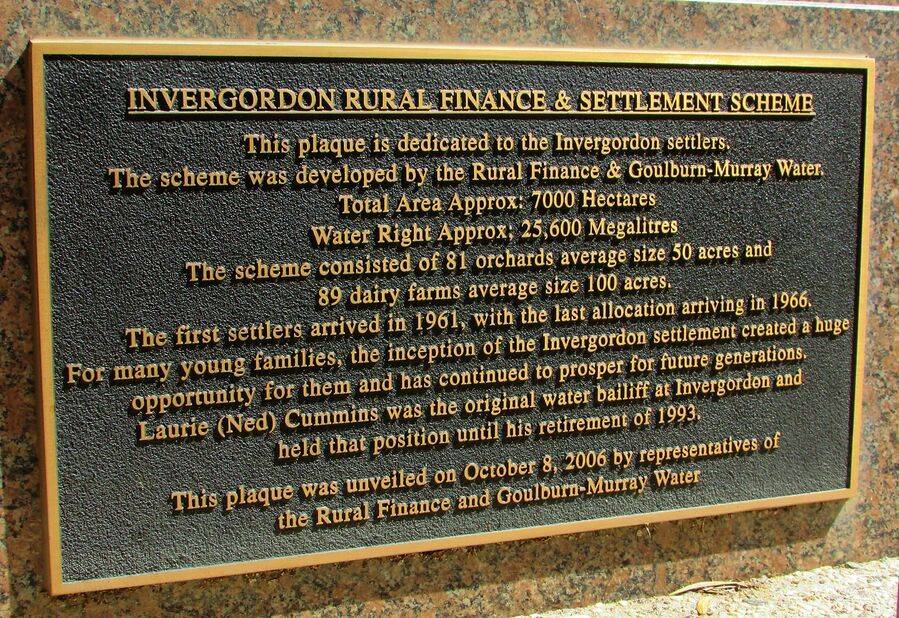 INVERGORDON RURAL FINANCE & SETTLEMENT SCHEME
This plaque is dedicated to the Invergordon settlers.
The scheme was developed by the Rural Finance & Goulburn-Murray Water.
Total Area Approx: 7000 Hectares
Water Right Approx: 25,600 Megalitres
The scheme consisted of 81 orchards average size 50 acres and
89 dairy farms average size 100 acres.
The first settlers arrived in 1961, with the last allocation arriving in 1966.
For many young families, the inception of the Invergordon settlement created a huge
opportunity for them and has continued to prosper for future generations.
Laurie (Ned) Cummins was the original water bailiff at Invergordon and
held that position until his retirement of 1993.
This plaque was unveiled on October 8, 2006 by representatives of
the Rural Finance and Goulburn-Murray Water